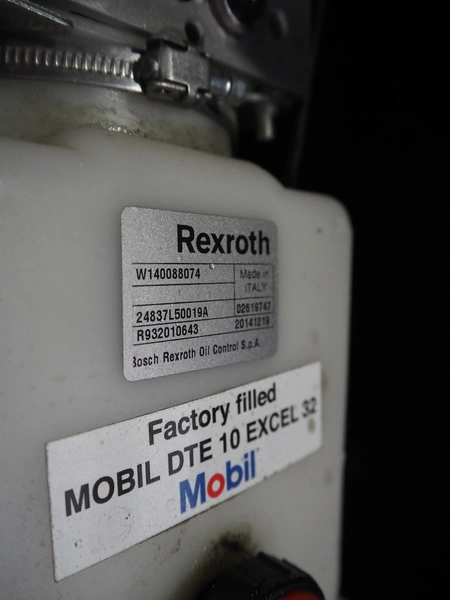 Rexroth
W140088074 Made in
ITALY
24837L50019A 02619747
R932010643 20141219
Bosch Rexroth Oil Control S.p.A.
Factory filled
MOBIL DTE 10 EXCEL 32
Mobil